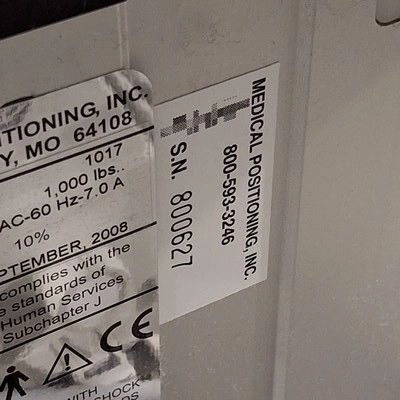 ITIONING, INC.
Y, MO 64108
1017
1,000 lbs..
AC-60 Hz-7.0 A
10%
PTEMBER, 2008
complies with the
e standards of
Human Services
Subchapter J
CE
WITH
SHOCK
MEDICAL POSITIONING, INC.
800-593-3246
S.N. 800627